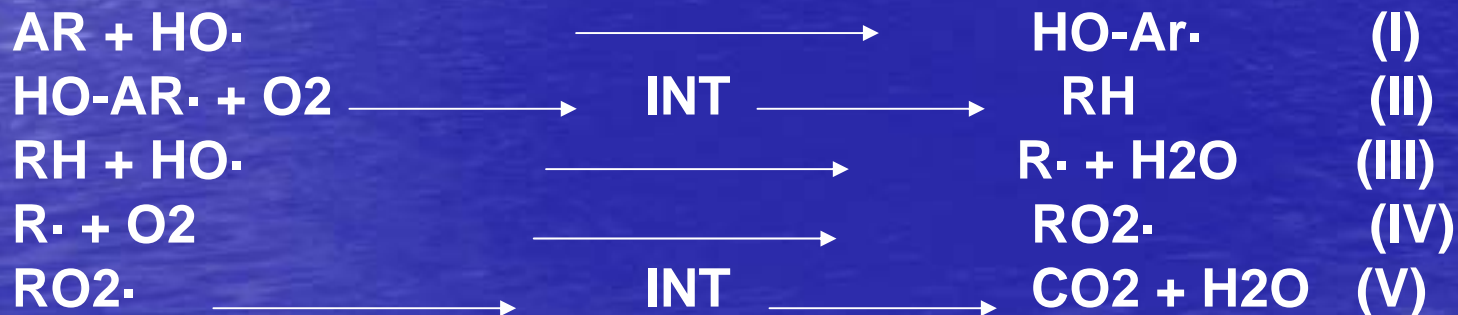 AR + HO· ⟶ HO-Ar· (I)
HO-AR· + O2 ⟶ INT ⟶ RH (II)
RH + HO· ⟶ R· + H2O (III)
R· + O2 ⟶ RO2· (IV)
RO2· ⟶ INT ⟶ CO2 + H2O (V)